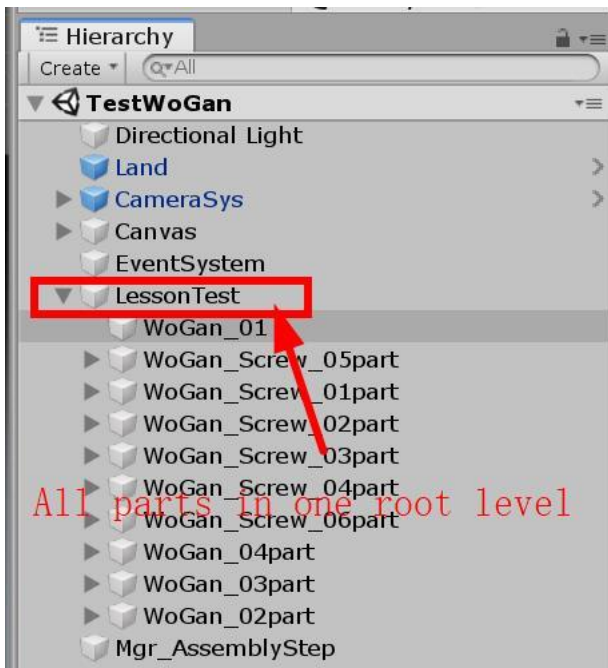 Hierarchy
Create All
TestWoGan
Directional Light
Land
CameraSys
Canvas
EventSystem
LessonTest
WoGan_01
WoGan_Screw_05part
WoGan_Screw_01part
WoGan_Screw_02part
WoGan_Screw_03part
WoGan_Screw_04part
All parts in one root level
WoGan_Screw_06part
WoGan_04part
WoGan_03part
WoGan_02part
Mgr_AssemblyStep